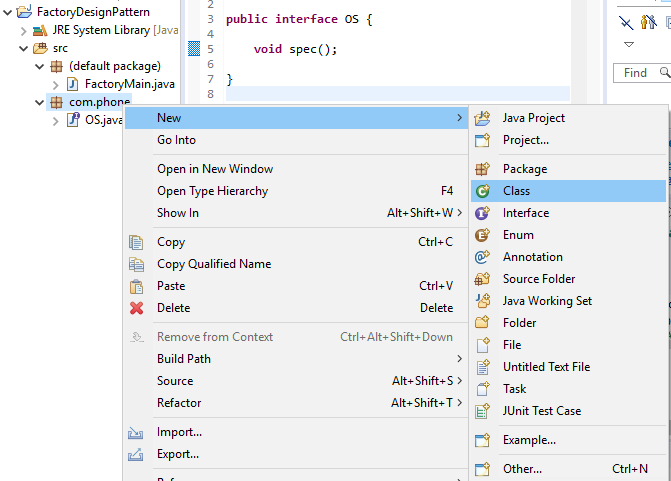 FactoryDesignPattern
JRE System Library [JavaS
src
(default package)
FactoryMain.java
com.phone
OS.java
2
3 public interface OS {
4
5 void spec();
6
7 }
8
Find
New
Go Into
Open in New Window
Open Type Hierarchy F4
Show In Alt+Shift+W
Copy Ctrl+C
Copy Qualified Name
Paste Ctrl+V
Delete Delete
Remove from Context Ctrl+Alt+Shift+Down
Build Path
Source Alt+Shift+S
Refactor Alt+Shift+T
Import...
Export...
Java Project
Project...
Package
Class
Interface
Enum
Annotation
Source Folder
Java Working Set
Folder
File
Untitled Text File
Task
JUnit Test Case
Example...
Other... Ctrl+N